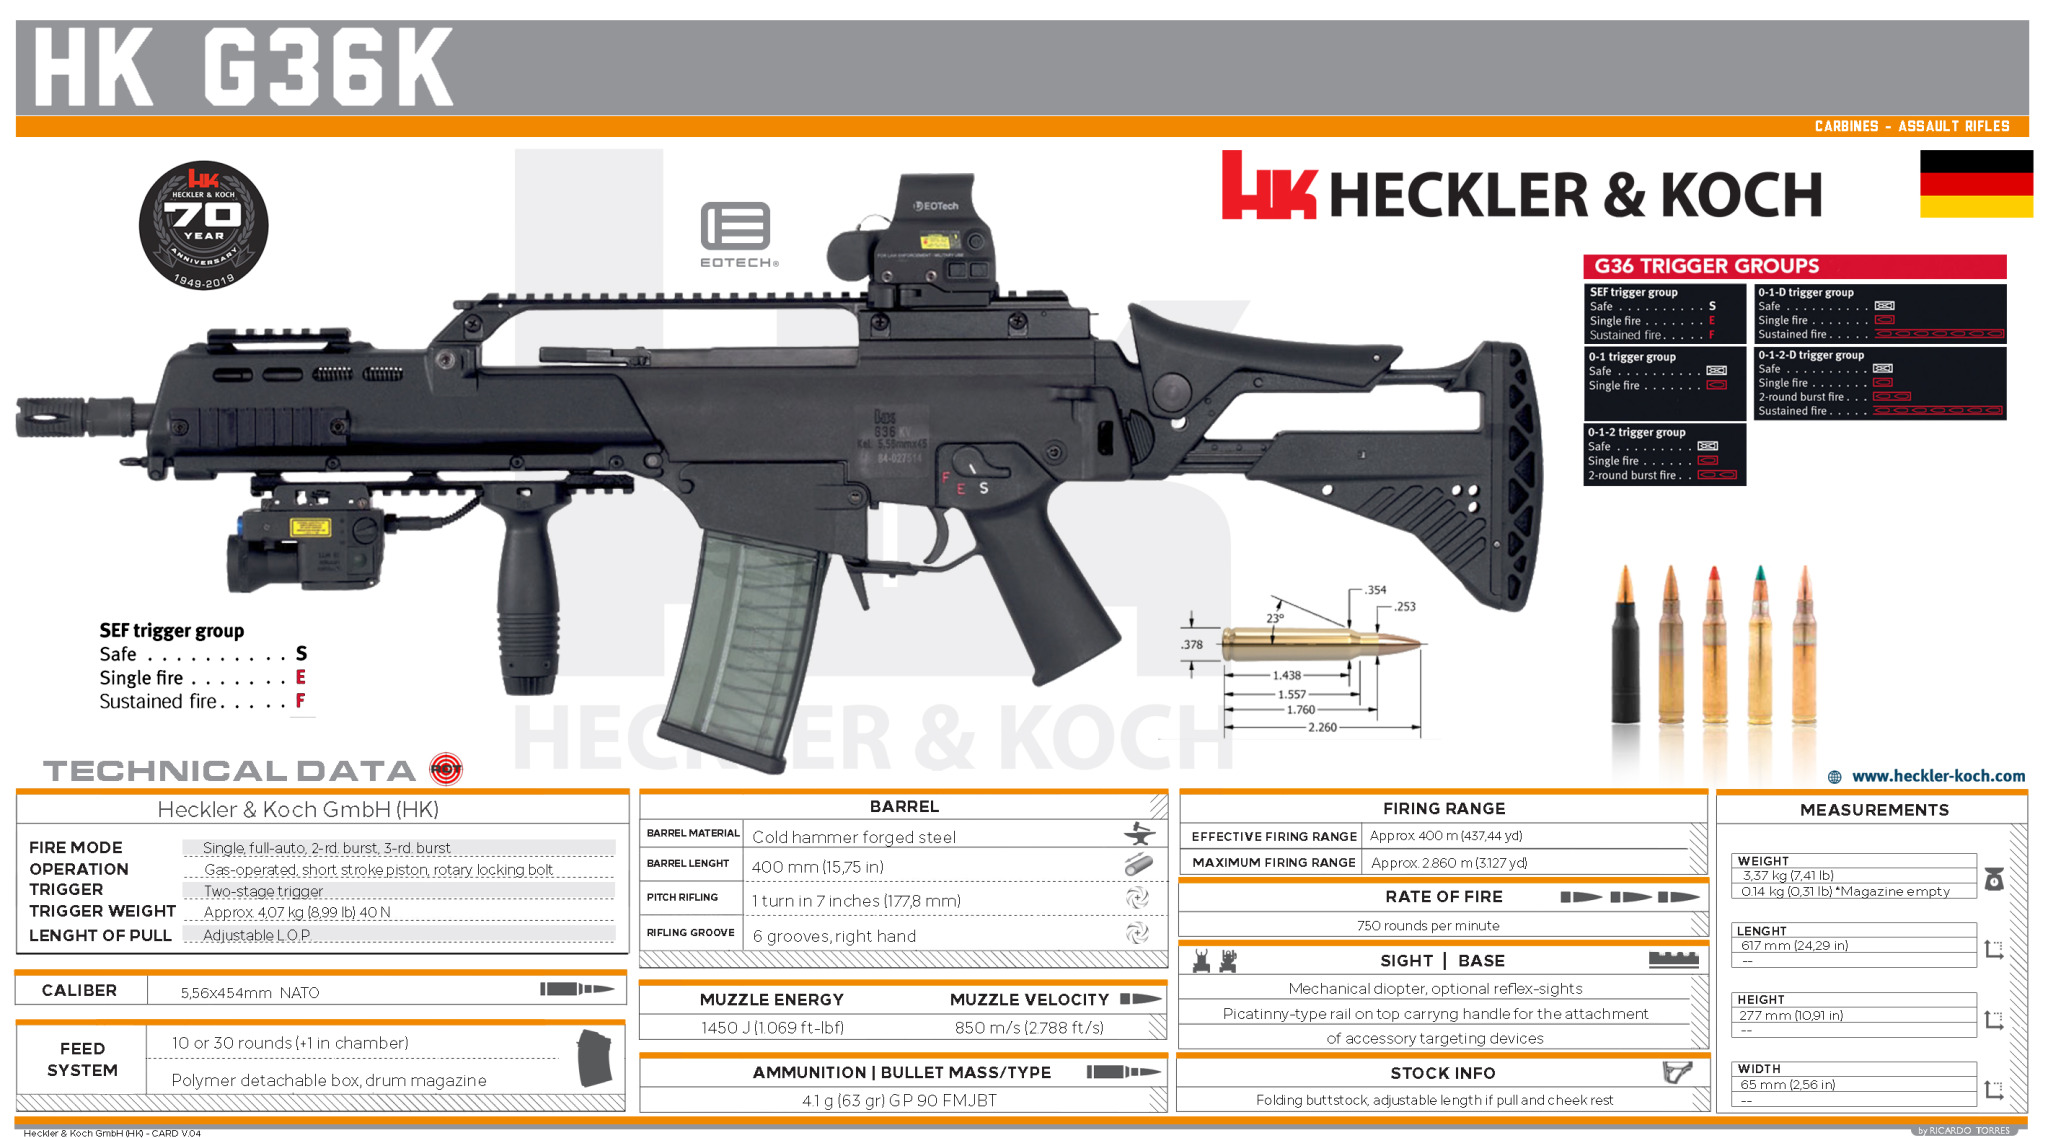 HK G36K
CARBINES - ASSAULT RIFLES
HK
HECKLER & KOCH
70
YEAR
ANNIVERSARY
1949-2019
EOTECH®
EOTech
HK HECKLER & KOCH
G36 TRIGGER GROUPS
SEF trigger group
Safe . . . . . . . . . . S
Single fire . . . . . . . E
Sustained fire . . . . . F
0-1 trigger group
Safe . . . . . . . . . .
Single fire . . . . . . .
0-1-2 trigger group
Safe . . . . . . . . . .
Single fire . . . . . . .
2-round burst fire . .
0-1-D trigger group
Safe . . . . . . . . . .
Single fire . . . . . . . .
Sustained fire . . . . .
0-1-2-D trigger group
Safe . . . . . . . . . .
Single fire . . . . . . .
2-round burst fire . . .
Sustained fire . . . . .
G36
F E S
SEF trigger group
Safe . . . . . . . . . . S
Single fire . . . . . . . E
Sustained fire . . . . . F
.354
.253
23º
.378
1.438
1.557
1.760
2.260
HECKLER & KOCH
www.heckler-koch.com
TECHNICAL DATA
Heckler & Koch GmbH (HK)
FIRE MODE Single, full-auto, 2-rd. burst, 3-rd. burst
OPERATION Gas-operated, short stroke piston, rotary locking bolt
TRIGGER Two-stage trigger
TRIGGER WEIGHT Approx. 4,07 kg (8,99 lb) 40 N
LENGHT OF PULL Adjustable L.O.P.
CALIBER 5,56x454mm NATO
FEED SYSTEM
10 or 30 rounds (+1 in chamber)
Polymer detachable box, drum magazine
BARREL
BARREL MATERIAL Cold hammer forged steel
BARREL LENGHT 400 mm (15,75 in)
PITCH RIFLING 1 turn in 7 inches (177,8 mm)
RIFLING GROOVE 6 grooves, right hand
MUZZLE ENERGY MUZZLE VELOCITY
1450 J (1.069 ft-lbf) 850 m/s (2.788 ft/s)
AMMUNITION | BULLET MASS/TYPE
4.1 g (63 gr) GP 90 FMJBT
FIRING RANGE
EFFECTIVE FIRING RANGE Approx. 400 m (437,44 yd)
MAXIMUM FIRING RANGE Approx. 2.860 m (3.127 yd)
RATE OF FIRE
750 rounds per minute
SIGHT | BASE
Mechanical diopter, optional reflex-sights
Picatinny-type rail on top carryng handle for the attachment
of accessory targeting devices
STOCK INFO
Folding buttstock, adjustable length if pull and cheek rest
MEASUREMENTS
WEIGHT
3,37 kg (7,41 lb)
0.14 kg (0,31 lb) *Magazine empty
LENGHT
617 mm (24,29 in)
--
HEIGHT
277 mm (10,91 in)
--
WIDTH
65 mm (2,56 in)
--
Heckler & Koch GmbH (HK) - CARD V.04
by RICARDO TORRES